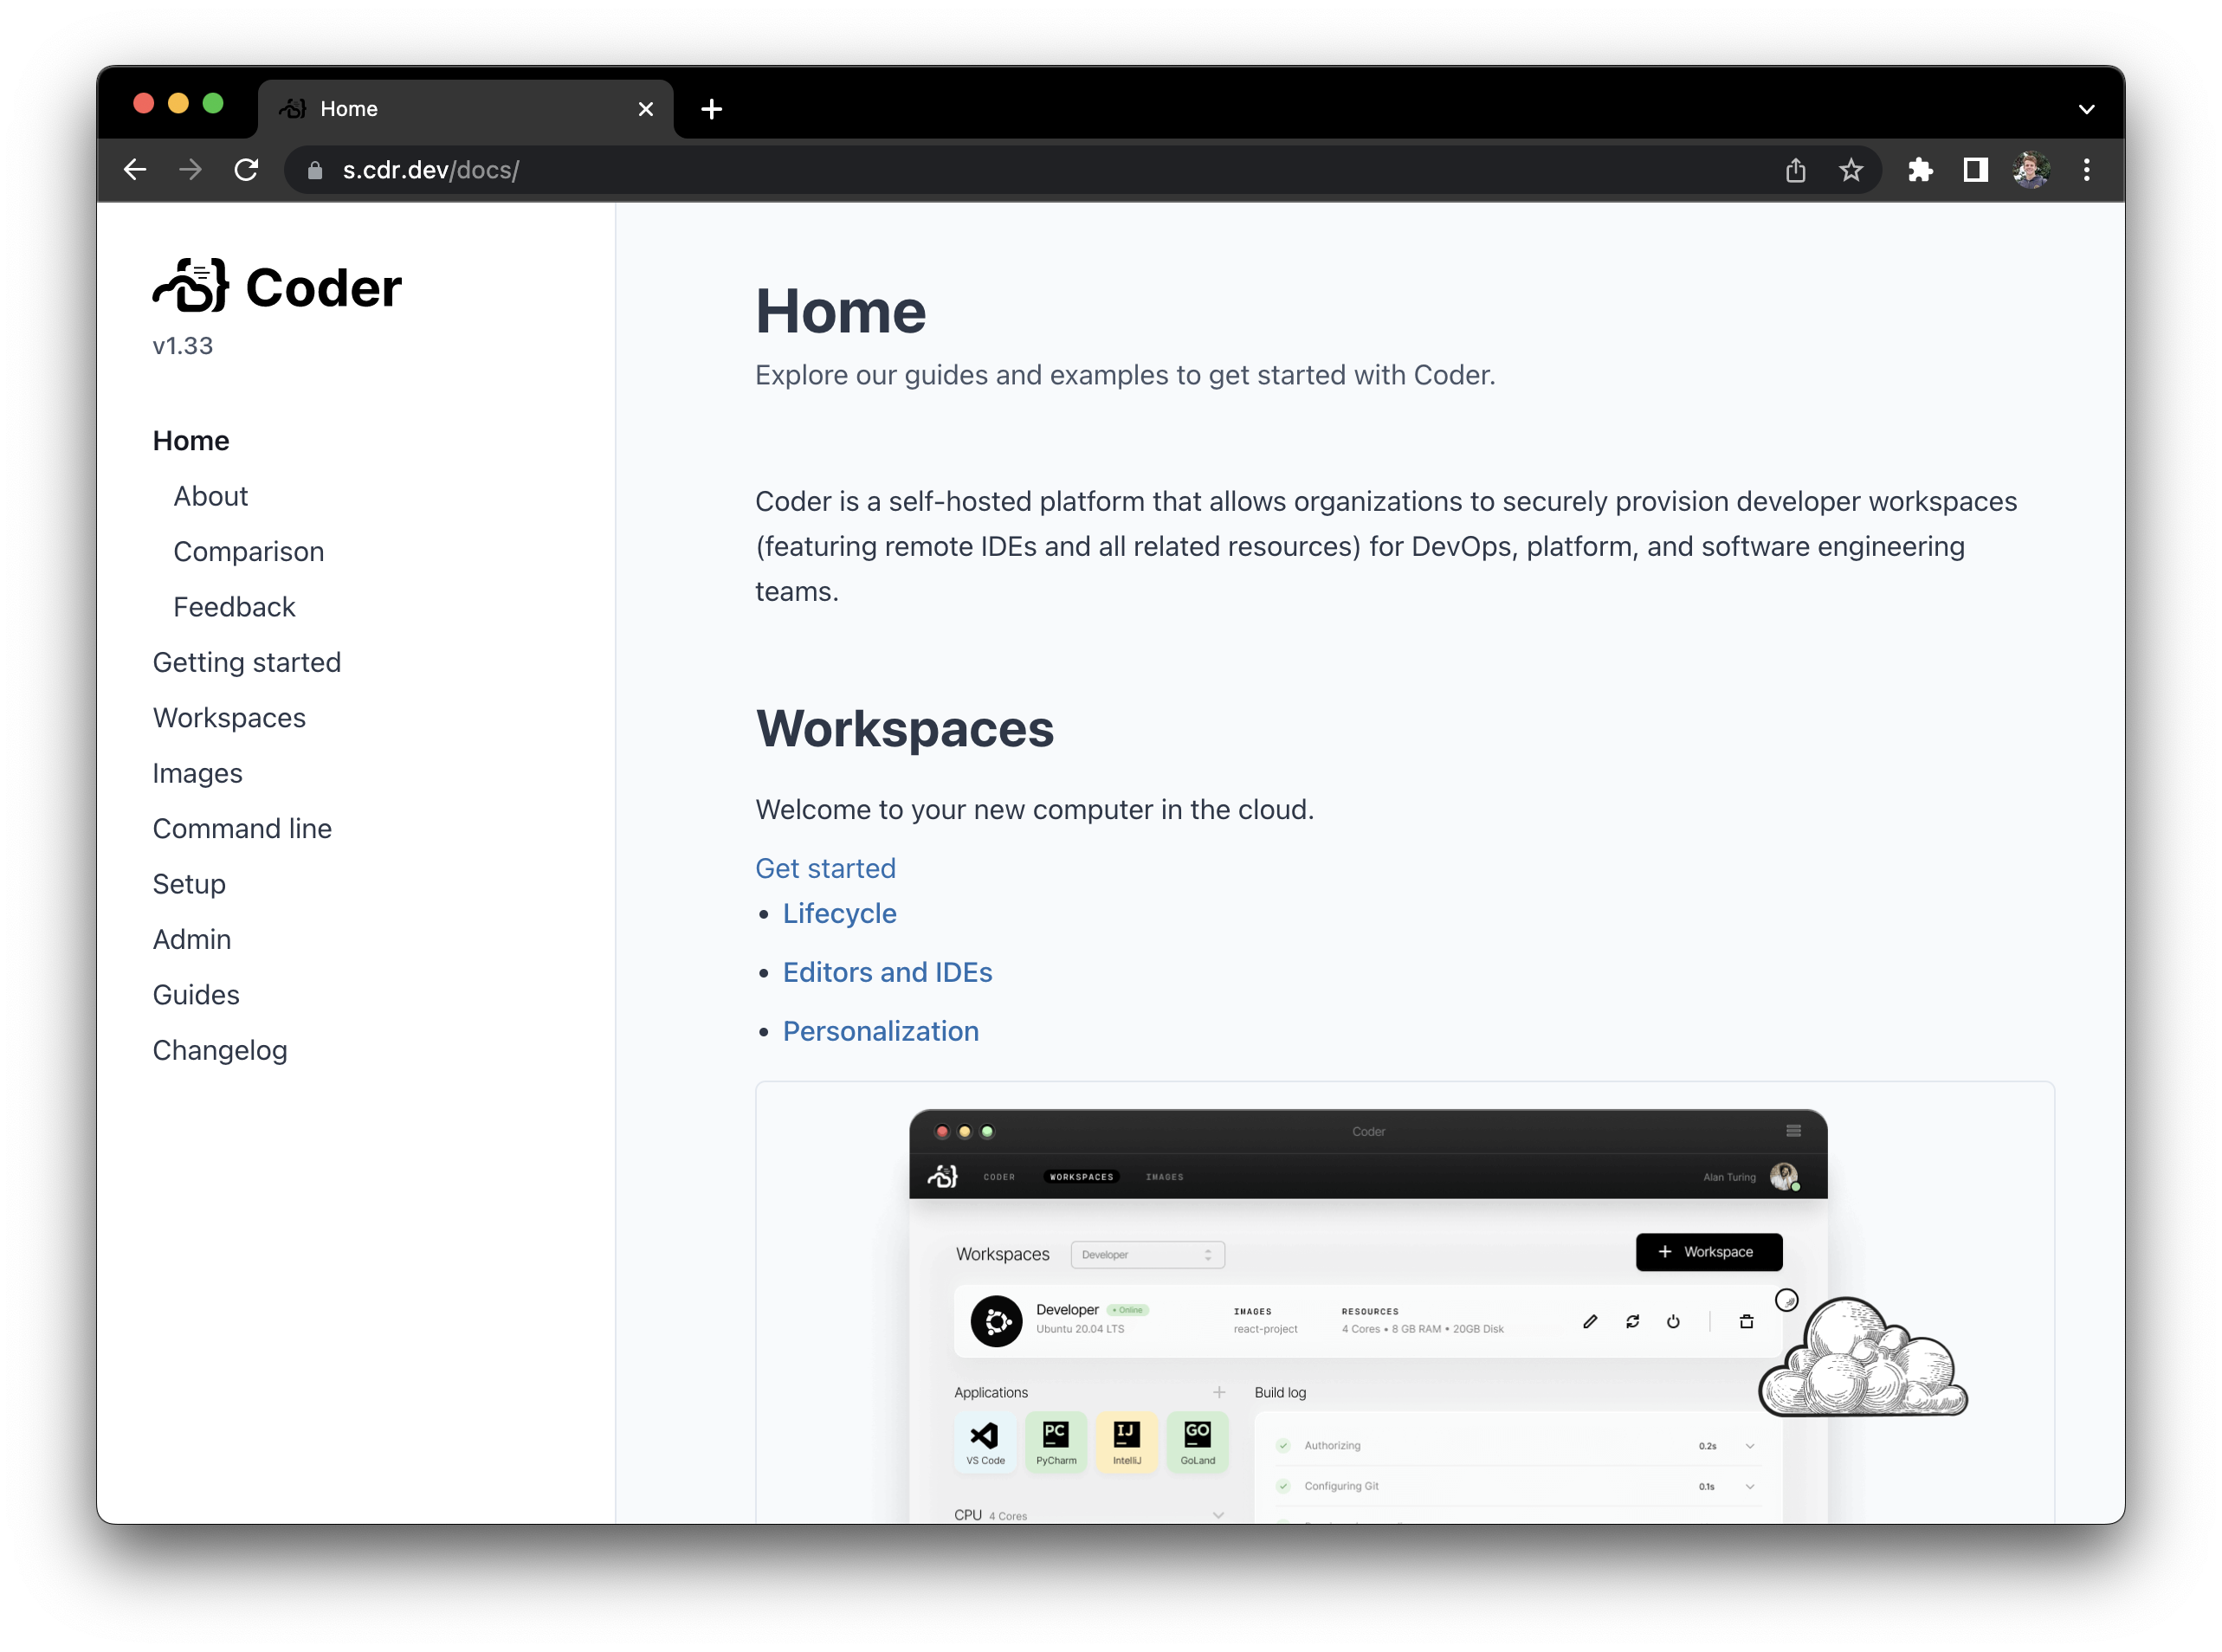 Home
s.cdr.dev/docs/
Coder
v1.33
Home
About
Comparison
Feedback
Getting started
Workspaces
Images
Command line
Setup
Admin
Guides
Changelog
Home
Explore our guides and examples to get started with Coder.
Coder is a self-hosted platform that allows organizations to securely provision developer workspaces
(featuring remote IDEs and all related resources) for DevOps, platform, and software engineering
teams.
Workspaces
Welcome to your new computer in the cloud.
Get started
• Lifecycle
• Editors and IDEs
• Personalization
Coder
CODER WORKSPACES IMAGES Alan Turing
Workspaces Developer + Workspace
Developer • Online IMAGES RESOURCES
Ubuntu 20.04 LTS react-project 4 Cores • 8 GB RAM • 20GB Disk
Applications Build log
PC IJ GO
VS Code PyCharm IntelliJ GoLand
Authorizing 0.2s
Configuring Git 0.1s
CPU 4 Cores